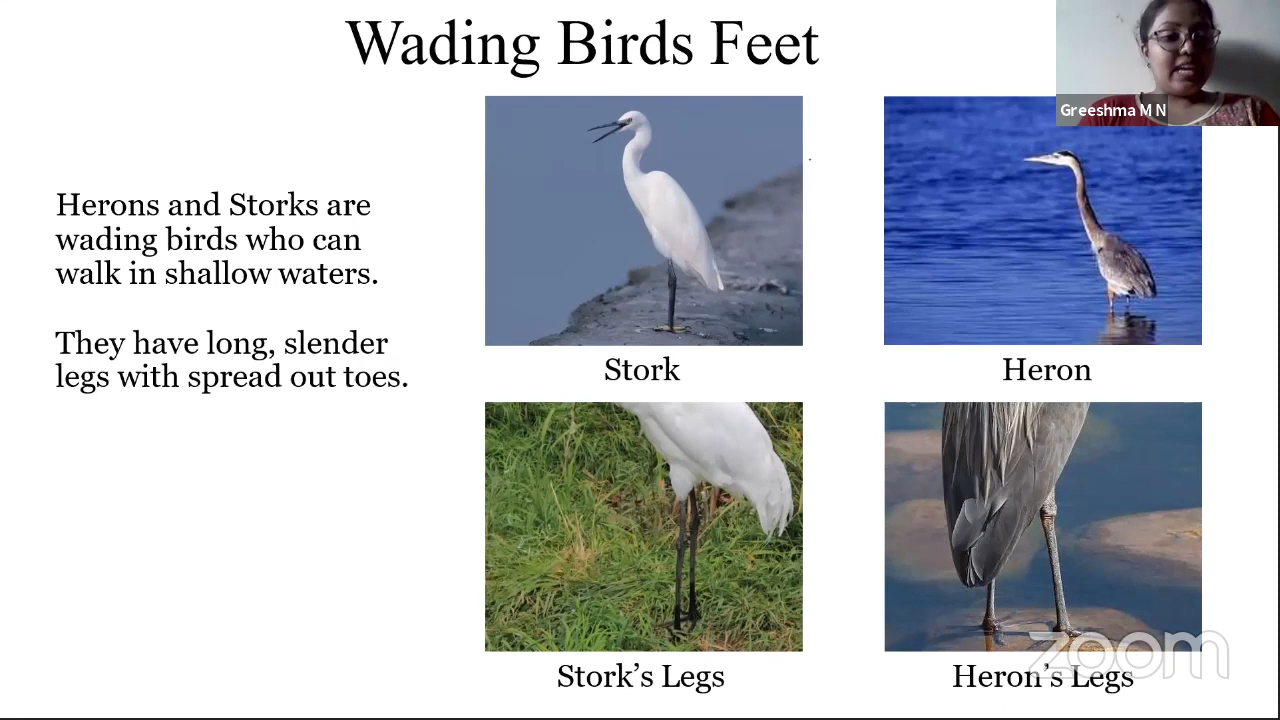 Wading Birds Feet
Greeshma M N
Herons and Storks are
wading birds who can
walk in shallow waters.
They have long, slender
legs with spread out toes.
Stork
Heron
Stork’s Legs
Heron’s Legs
zoom